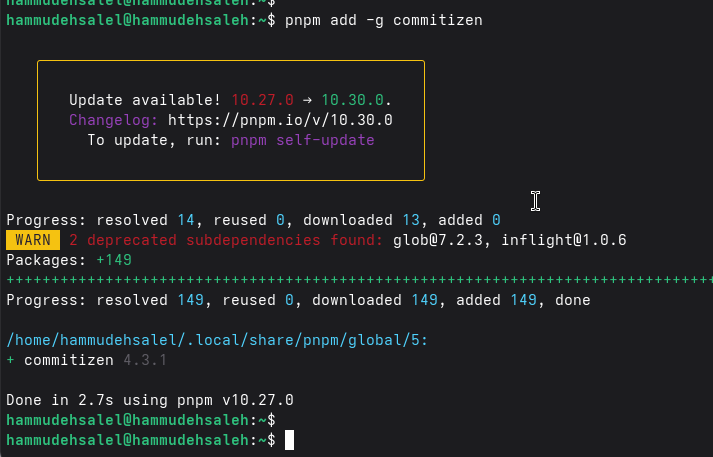 hammudehsalel@hammudehsaleh:~$
hammudehsalel@hammudehsaleh:~$ pnpm add -g commitizen
Update available! 10.27.0 → 10.30.0.
Changelog: https://pnpm.io/v/10.30.0
To update, run: pnpm self-update
Progress: resolved 14, reused 0, downloaded 13, added 0
WARN 2 deprecated subdependencies found: glob@7.2.3, inflight@1.0.6
Packages: +149
+++++++++++++++++++++++++++++++++++++++++++++++++++++++++++++++++++++++++++++++
Progress: resolved 149, reused 0, downloaded 149, added 149, done
/home/hammudehsalel/.local/share/pnpm/global/5:
+ commitizen 4.3.1
Done in 2.7s using pnpm v10.27.0
hammudehsalel@hammudehsaleh:~$
hammudehsalel@hammudehsaleh:~$